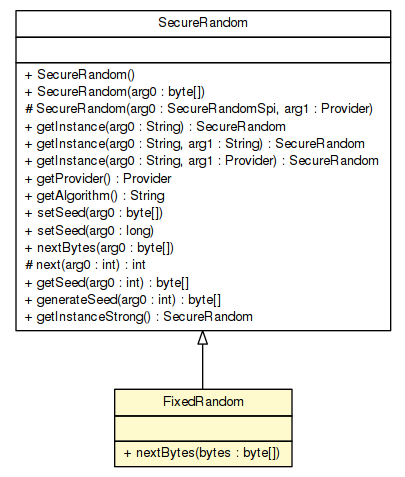 SecureRandom
+ SecureRandom()
+ SecureRandom(arg0 : byte[])
# SecureRandom(arg0 : SecureRandomSpi, arg1 : Provider)
+ getInstance(arg0 : String) : SecureRandom
+ getInstance(arg0 : String, arg1 : String) : SecureRandom
+ getInstance(arg0 : String, arg1 : Provider) : SecureRandom
+ getProvider() : Provider
+ getAlgorithm() : String
+ setSeed(arg0 : byte[])
+ setSeed(arg0 : long)
+ nextBytes(arg0 : byte[])
# next(arg0 : int) : int
+ getSeed(arg0 : int) : byte[]
+ generateSeed(arg0 : int) : byte[]
+ getInstanceStrong() : SecureRandom
FixedRandom
+ nextBytes(bytes : byte[])